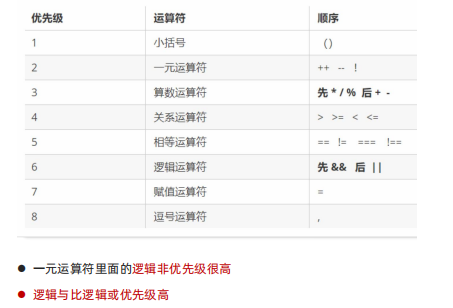 优先级 运算符 顺序
1 小括号 ()
2 一元运算符 ++ -- !
3 算数运算符 先 * / % 后 + -
4 关系运算符 > >= < <=
5 相等运算符 == != === !==
6 逻辑运算符 先 && 后 ||
7 赋值运算符 =
8 逗号运算符 ,
● 一元运算符里面的逻辑非优先级很高
● 逻辑与比逻辑或优先级高